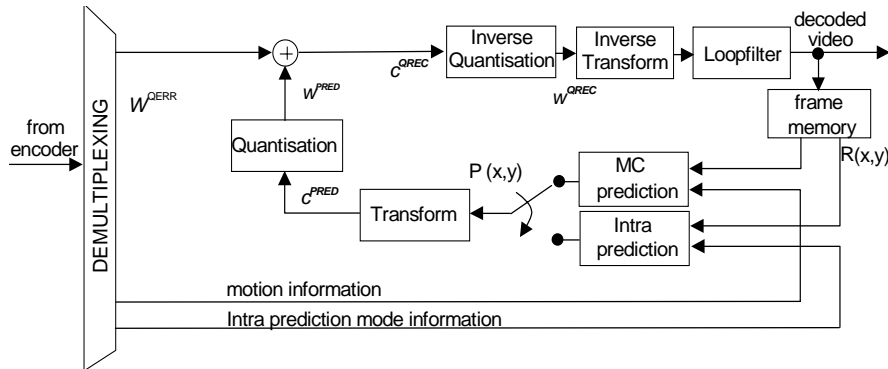 decoded
video
Inverse
Quantisation
Inverse
Transform
Loopfilter
c^QREC
w^QREC
w^PRED
W^QERR
frame
memory
from
encoder
DEMULTIPLEXING
Quantisation
R(x,y)
P (x,y)
MC
prediction
c^PRED
Transform
Intra
prediction
motion information
Intra prediction mode information